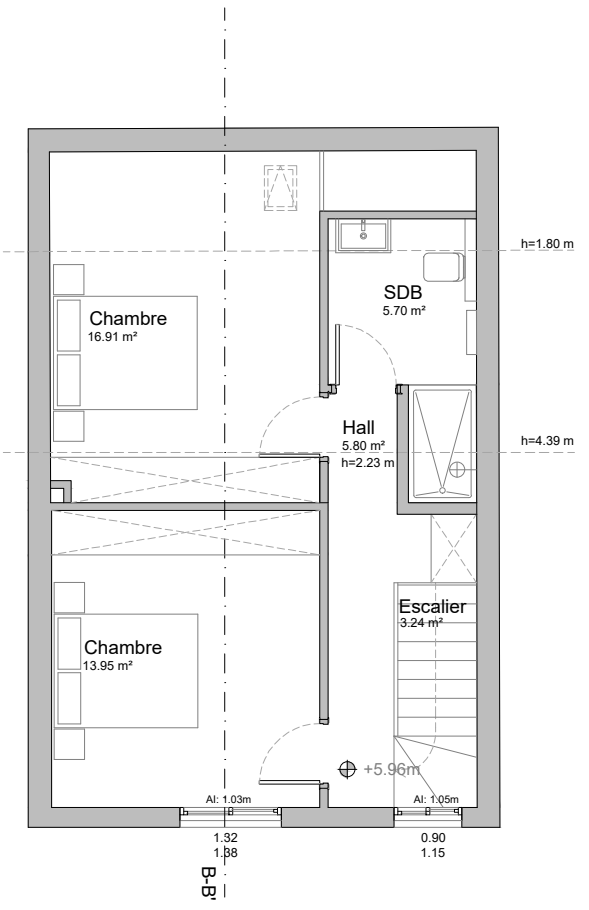 h=1.80 m
SDB
5.70 m²
Chambre
16.91 m²
Hall
5.80 m²
h=2.23 m
h=4.39 m
Escalier
3.24 m²
Chambre
13.95 m²
+5.96m
Al: 1.03m
Al: 1.05m
1.32
1.38
0.90
1.15
B-B'